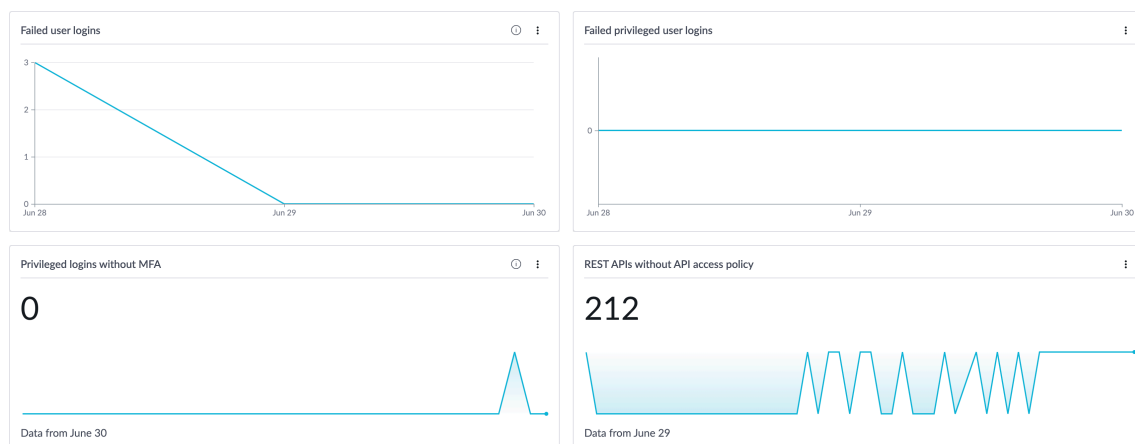 Failed user logins
3
2
1
0
Jun 28
Jun 29
Jun 30
Failed privileged user logins
0
Jun 28
Jun 29
Jun 30
Privileged logins without MFA
0
Data from June 30
REST APIs without API access policy
212
Data from June 29